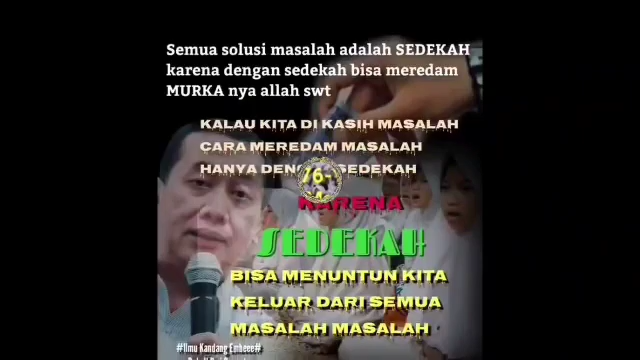 Semua solusi masalah adalah SEDEKAH
karena dengan sedekah bisa meredam
MURKA nya allah swt
KALAU KITA DI KASIH MASALAH
CARA MEREDAM MASALAH
HANYA SEDEKAH
76
KARENA
SEDEKAH
BISA MENUNTUN KITA
KELUAR DARI SEMUA
MASALAH MASALAH
#Ilmu Kandang Embeee#